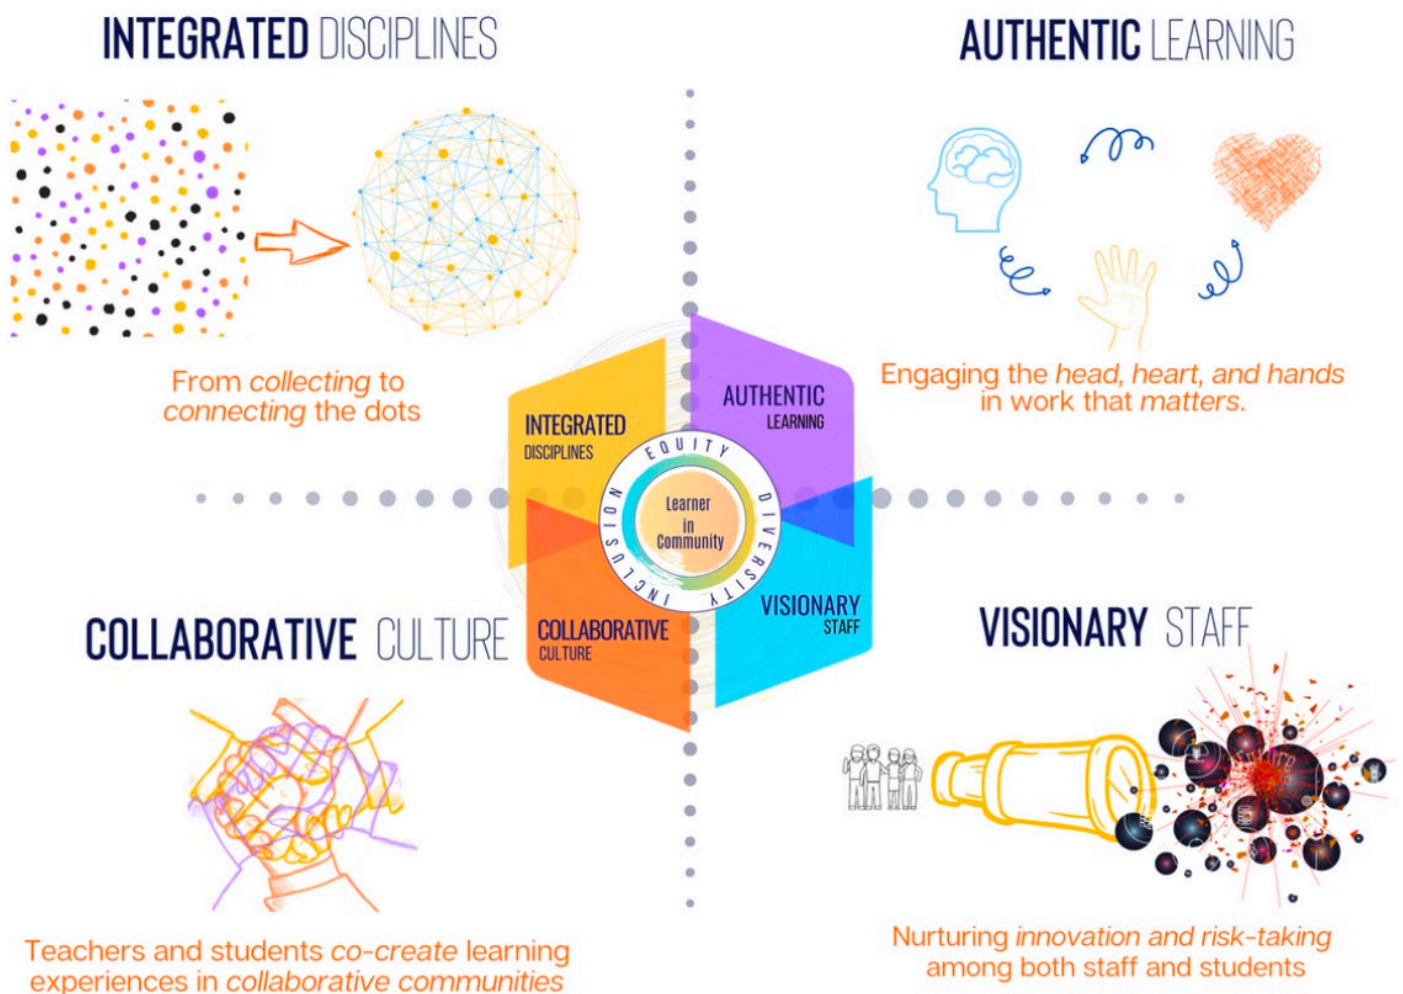 INTEGRATED DISCIPLINES
From collecting to
connecting the dots
AUTHENTIC LEARNING
Engaging the head, heart, and hands
in work that matters.
INTEGRATED
DISCIPLINES
AUTHENTIC
LEARNING
EQUITY
DIVERSITY
INCLUSION
Learner
in
Community
COLLABORATIVE
CULTURE
VISIONARY
STAFF
COLLABORATIVE CULTURE
Teachers and students co-create learning
experiences in collaborative communities
VISIONARY STAFF
Nurturing innovation and risk-taking
among both staff and students